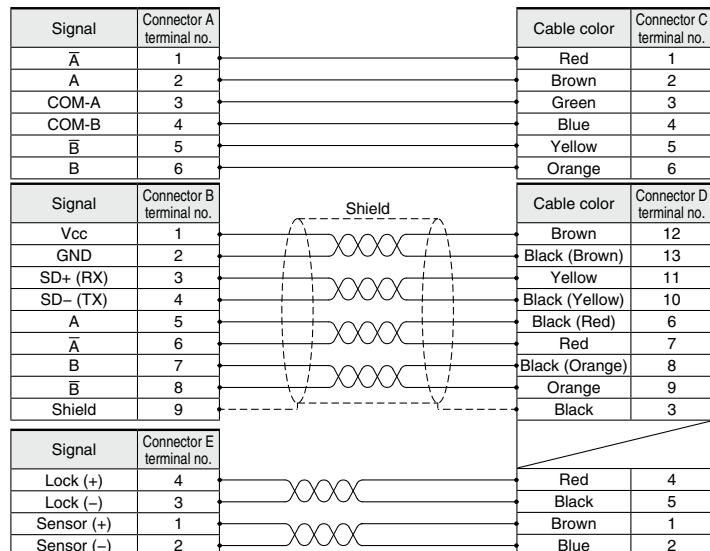 Signal Connector A terminal no. Cable color Connector C terminal no.
A̅ 1 Red 1
A 2 Brown 2
COM-A 3 Green 3
COM-B 4 Blue 4
B̅ 5 Yellow 5
B 6 Orange 6
Signal Connector B terminal no. Shield Cable color Connector D terminal no.
Vcc 1 Brown 12
GND 2 Black (Brown) 13
SD+ (RX) 3 Yellow 11
SD− (TX) 4 Black (Yellow) 10
A 5 Black (Red) 6
A̅ 6 Red 7
B 7 Black (Orange) 8
B̅ 8 Orange 9
Shield 9 Black 3
Signal Connector E terminal no.
Lock (+) 4 Red 4
Lock (−) 3 Black 5
Sensor (+) 1 Brown 1
Sensor (−) 2 Blue 2